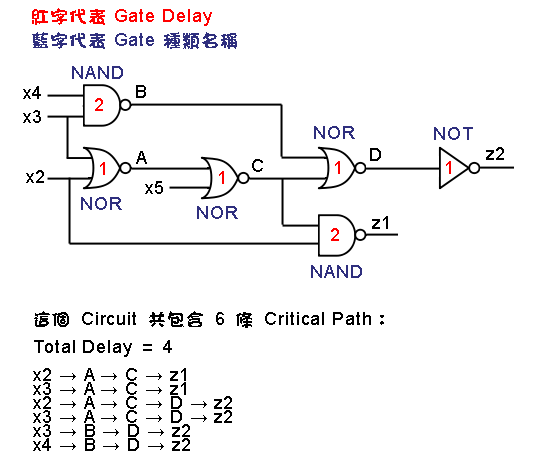 紅字代表 Gate Delay
藍字代表 Gate 種類名稱
NAND
x4
2
B
x3
NOR
NOT
A
C
1
D
1
z2
x2
1
1
x5
z1
NOR
NOR
2
NAND
這個 Circuit 共包含 6 條 Critical Path：
Total Delay = 4
x2 → A → C → z1
x3 → A → C → z1
x2 → A → C → D → z2
x3 → A → C → D → z2
x3 → B → D → z2
x4 → B → D → z2